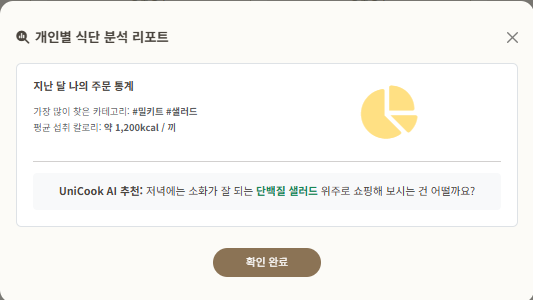 개인별 식단 분석 리포트
지난 달 나의 주문 통계
가장 많이 찾은 카테고리: #밀키트 #샐러드
평균 섭취 칼로리: 약 1,200kcal / 끼
UniCook AI 추천: 저녁에는 소화가 잘 되는 단백질 샐러드 위주로 쇼핑해 보시는 건 어떨까요?
확인 완료